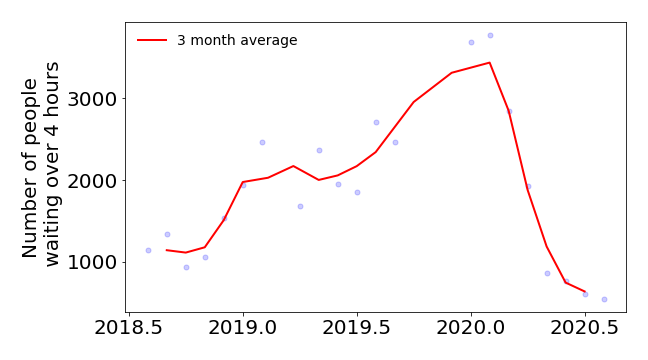 3 month average
Number of people
waiting over 4 hours
3000
2000
1000
2018.5 2019.0 2019.5 2020.0 2020.5